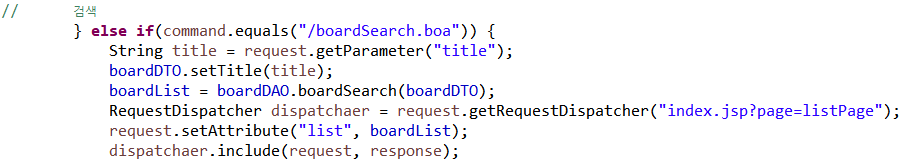 //       검색
} else if(command.equals("/boardSearch.boa")) {
String title = request.getParameter("title");
boardDTO.setTitle(title);
boardList = boardDAO.boardSearch(boardDTO);
RequestDispatcher dispatchaer = request.getRequestDispatcher("index.jsp?page=listPage");
request.setAttribute("list", boardList);
dispatchaer.include(request, response);